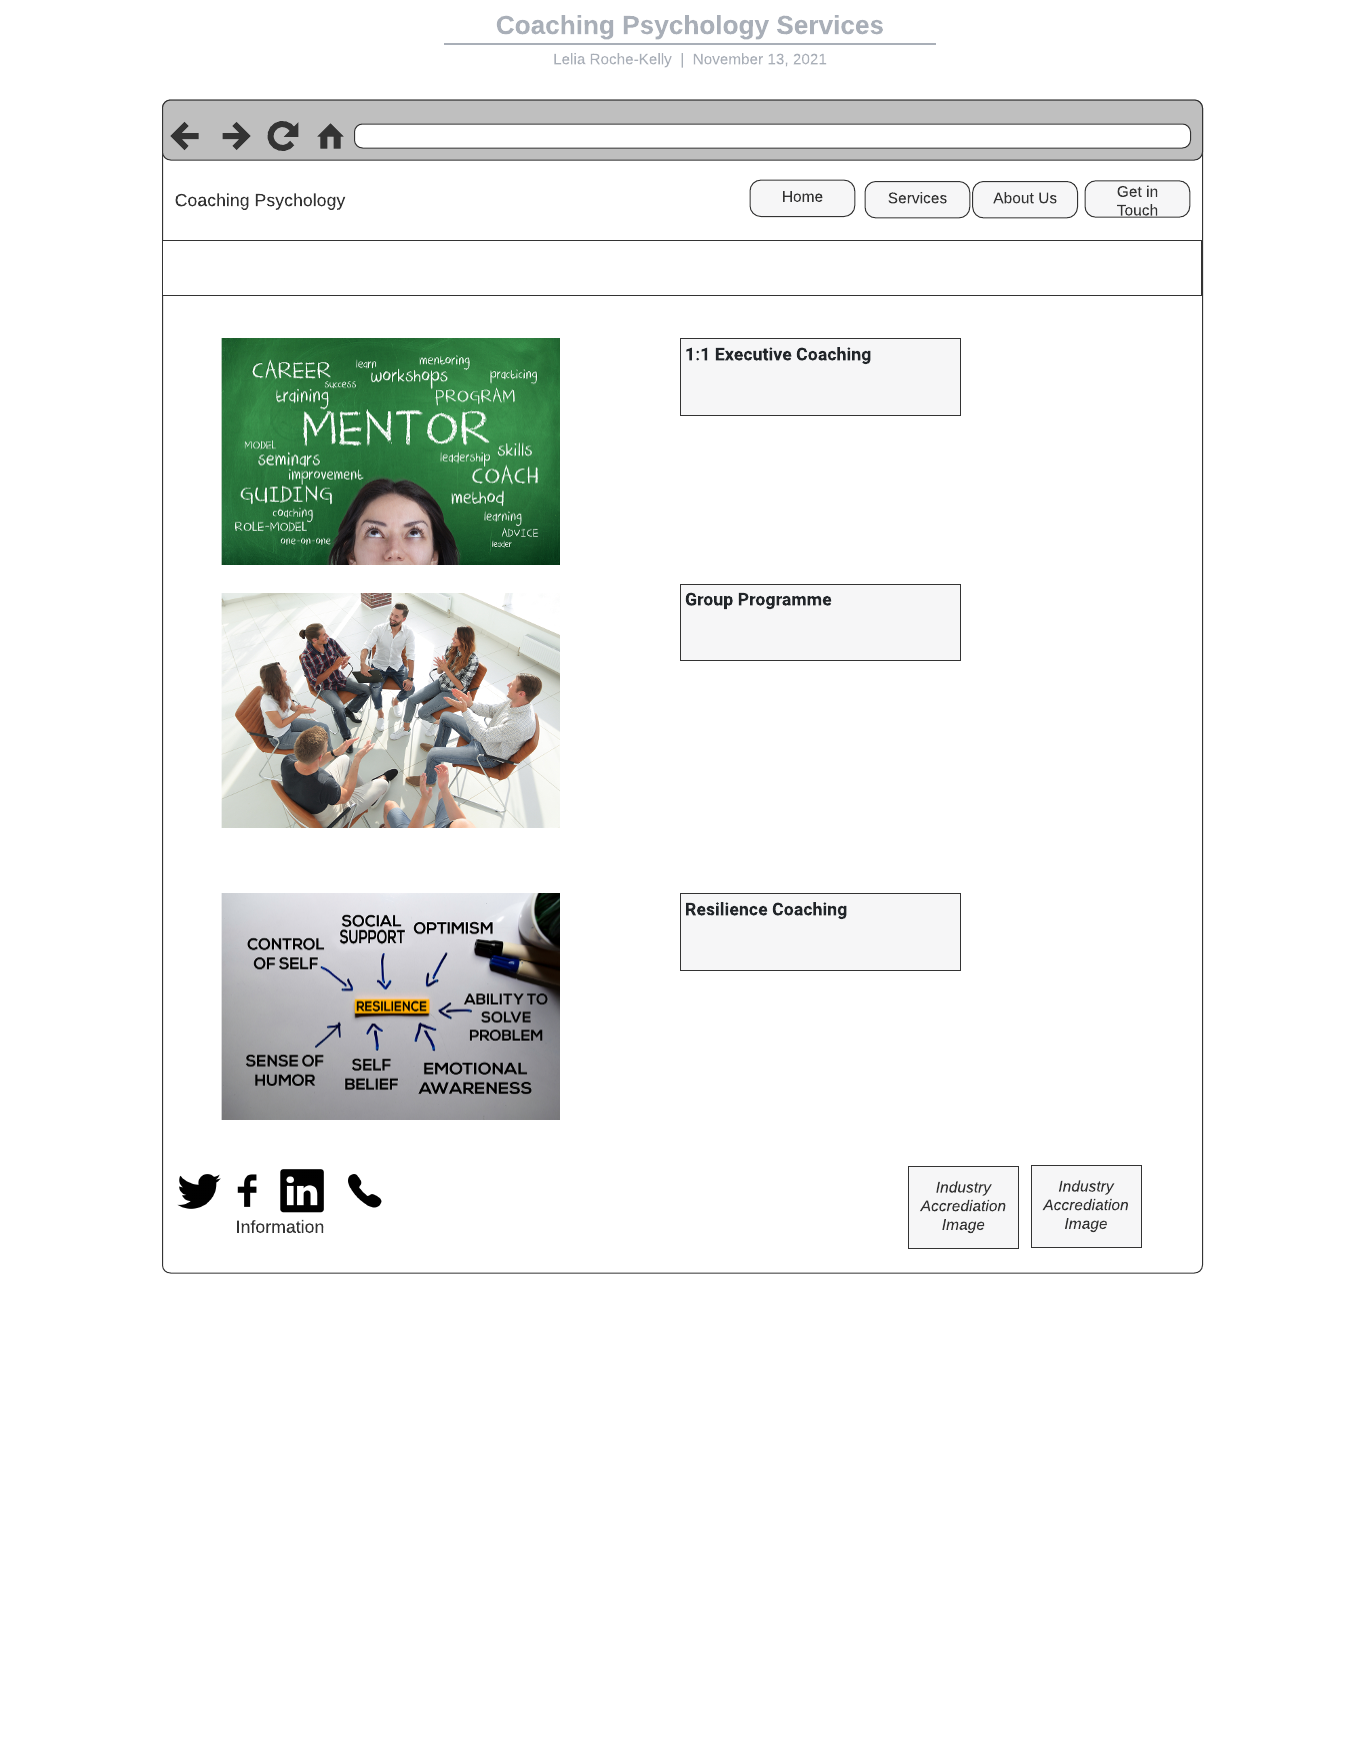 Coaching Psychology Services
Lelia Roche-Kelly | November 13, 2021
Coaching Psychology
Home
Services
About Us
Get in
Touch
CAREER
learn
mentoring
success
workshops
practicing
training
PROGRAM
MENTOR
MODEL
seminars
leadership
skills
improvement
COACH
GUIDING
method
coaching
learning
ROLE-MODEL
ADVICE
one-on-one
leader
1:1 Executive Coaching
Group Programme
CONTROL
OF SELF
SOCIAL
SUPPORT
OPTIMISM
RESILIENCE
ABILITY TO
SOLVE
PROBLEM
SENSE OF
HUMOR
SELF
BELIEF
EMOTIONAL
AWARENESS
Resilience Coaching
in
Information
Industry
Accrediation
Image
Industry
Accrediation
Image